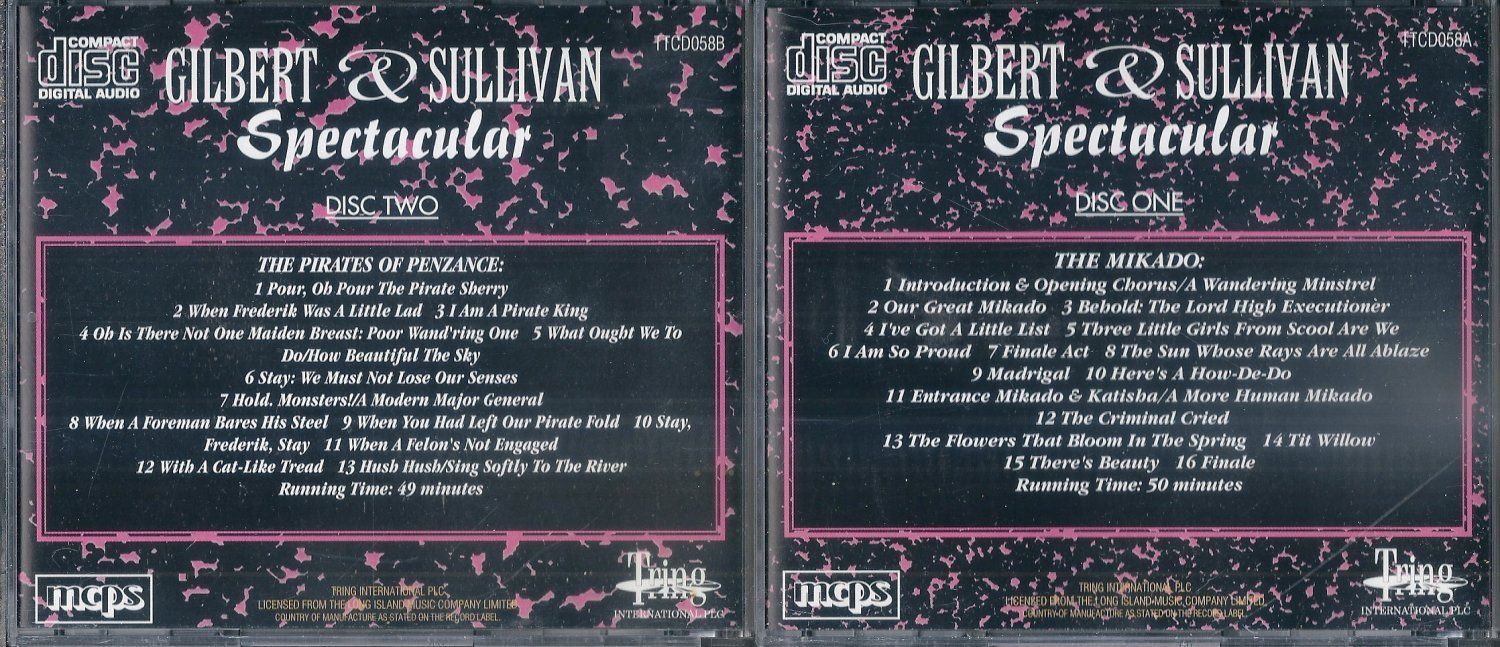 COMPACT
disc
DIGITAL AUDIO
GILBERT & SULLIVAN
TTCD058B
Spectacular
DISC TWO
THE PIRATES OF PENZANCE:
1 Pour, Oh Pour The Pirate Sherry
2 When Frederik Was A Little Lad 3 I Am A Pirate King
4 Oh Is There Not One Maiden Breast: Poor Wand'ring One 5 What Ought We To
Do/How Beautiful The Sky
6 Stay: We Must Not Lose Our Senses
7 Hold. Monsters!/A Modern Major General
8 When A Foreman Bares His Steel 9 When You Had Left Our Pirate Fold 10 Stay,
Frederik, Stay 11 When A Felon's Not Engaged
12 With A Cat-Like Tread 13 Hush Hush/Sing Softly To The River
Running Time: 49 minutes
mcps
TRING INTERNATIONAL PLC
LICENSED FROM THE LONG ISLAND MUSIC COMPANY LIMITED
COUNTRY OF MANUFACTURE AS STATED ON THE RECORD LABEL.
Tring
INTERNATIONAL PLC
COMPACT
disc
DIGITAL AUDIO
GILBERT & SULLIVAN
TTCD058A
Spectacular
DISC ONE
THE MIKADO:
1 Introduction & Opening Chorus/A Wandering Minstrel
2 Our Great Mikado 3 Behold: The Lord High Executioner
4 I've Got A Little List 5 Three Little Girls From Scool Are We
6 I Am So Proud 7 Finale Act 8 The Sun Whose Rays Are All Ablaze
9 Madrigal 10 Here's A How-De-Do
11 Entrance Mikado & Katisha/A More Human Mikado
12 The Criminal Cried
13 The Flowers That Bloom In The Spring 14 Tit Willow
15 There's Beauty 16 Finale
Running Time: 50 minutes
mcps
TRING INTERNATIONAL PLC
LICENSED FROM THE LONG ISLAND MUSIC COMPANY LIMITED
COUNTRY OF MANUFACTURE AS STATED ON THE RECORD LABEL.
Tring
INTERNATIONAL PLC